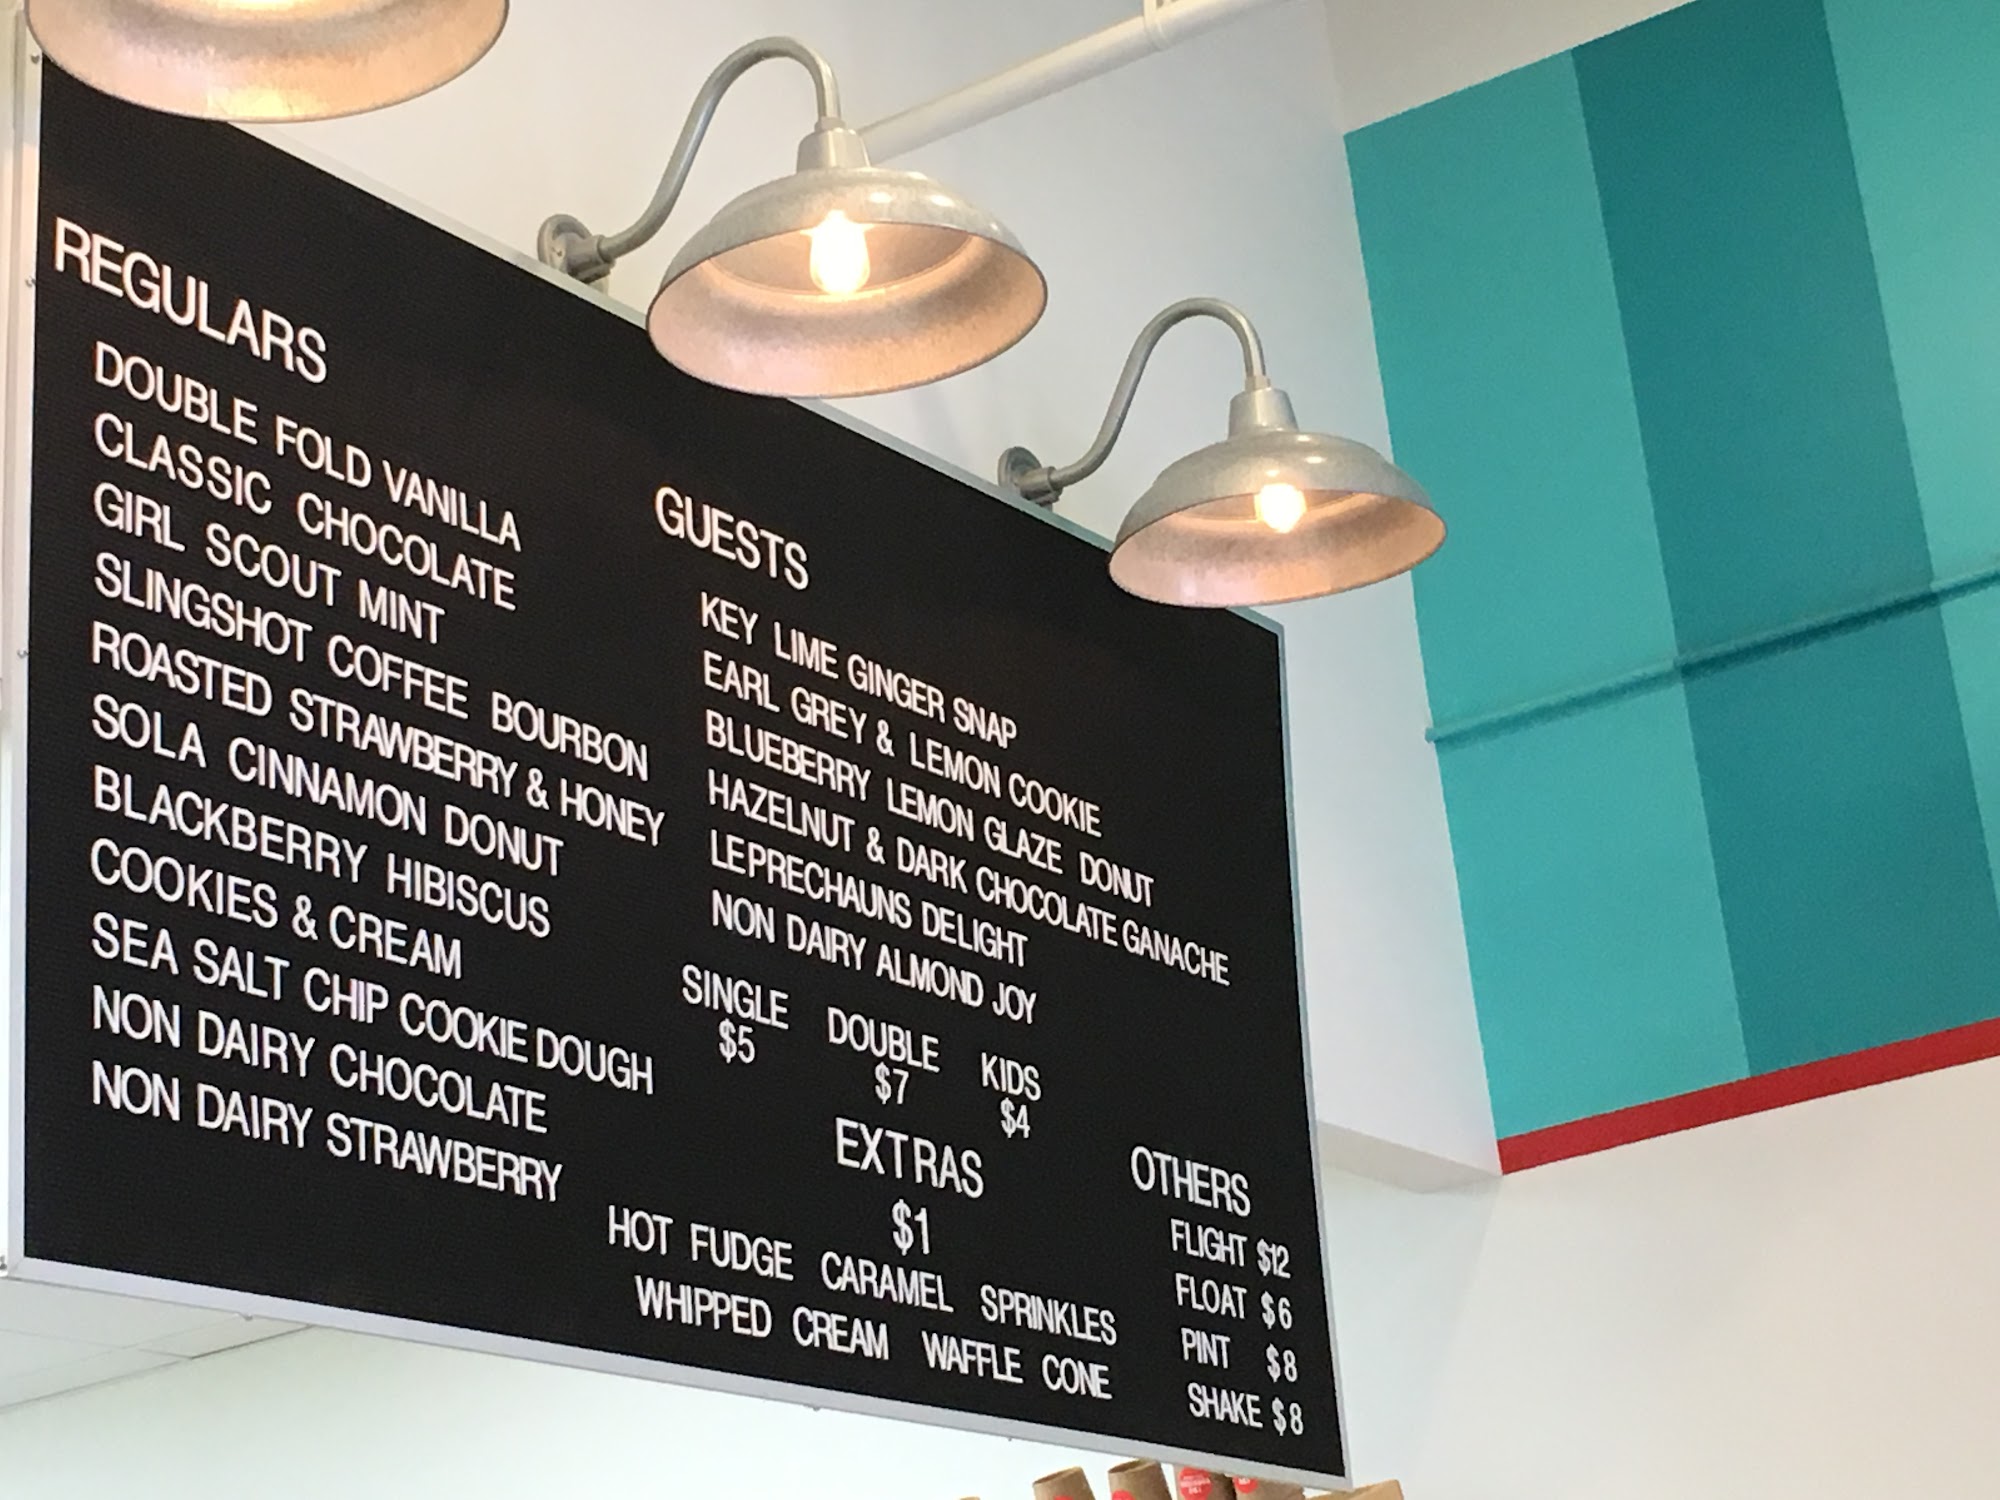 REGULARS
DOUBLE FOLD VANILLA
CLASSIC CHOCOLATE
GIRL SCOUT MINT
SLINGSHOT COFFEE BOURBON
ROASTED STRAWBERRY & HONEY
SOLA CINNAMON DONUT
BLACKBERRY HIBISCUS
COOKIES & CREAM
SEA SALT CHIP COOKIE DOUGH
NON DAIRY CHOCOLATE
NON DAIRY STRAWBERRY
GUESTS
KEY LIME GINGER SNAP
EARL GREY & LEMON COOKIE
BLUEBERRY LEMON GLAZE DONUT
HAZELNUT & DARK CHOCOLATE GANACHE
LEPRECHAUNS DELIGHT
NON DAIRY ALMOND JOY
SINGLE DOUBLE KIDS
$5 $7 $4
EXTRAS
$1
HOT FUDGE CARAMEL SPRINKLES
WHIPPED CREAM WAFFLE CONE
OTHERS
FLIGHT $12
FLOAT $6
PINT $8
SHAKE $8